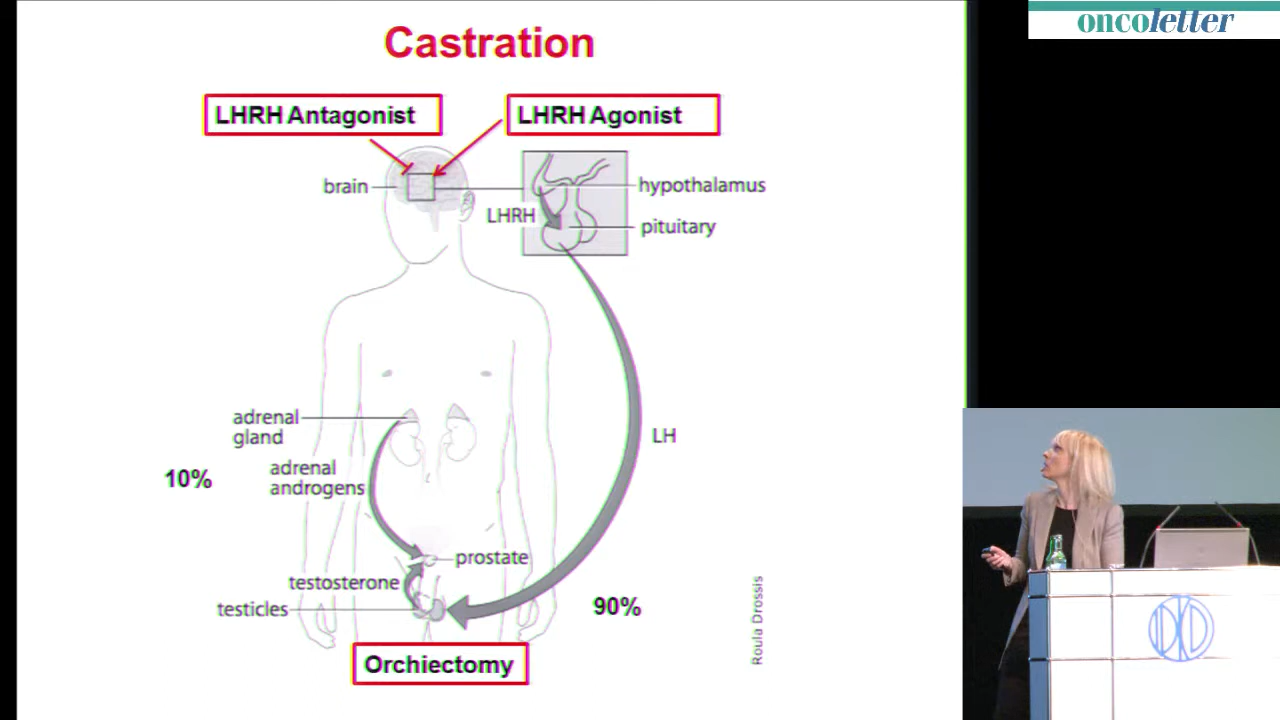 oncoletter
Castration
LHRH Antagonist
LHRH Agonist
brain
hypothalamus
LHRH
pituitary
adrenal
gland
LH
10%
adrenal
androgens
prostate
testosterone
testicles
90%
Roula Drossis
Orchiectomy
IDKD